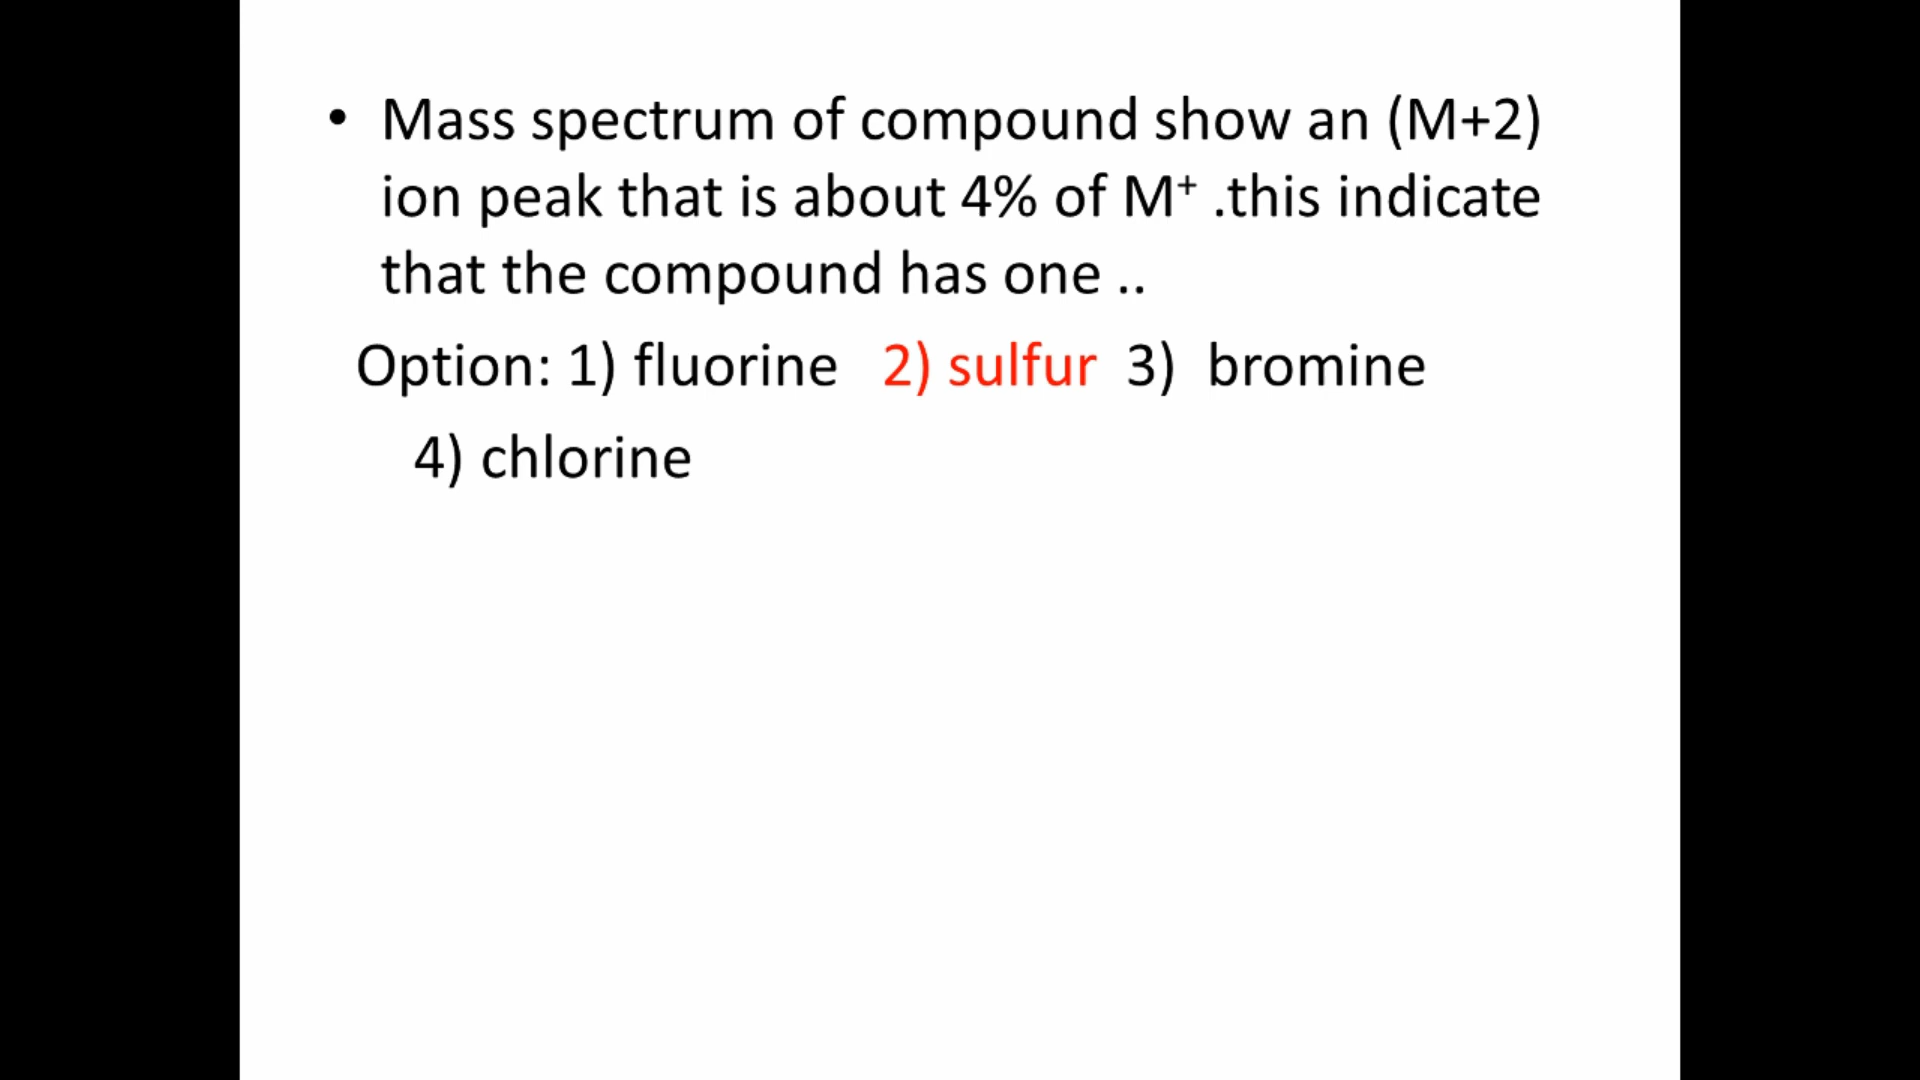 • Mass spectrum of compound show an (M+2)
ion peak that is about 4% of M⁺ .this indicate
that the compound has one ..
Option: 1) fluorine 2) sulfur 3) bromine
4) chlorine